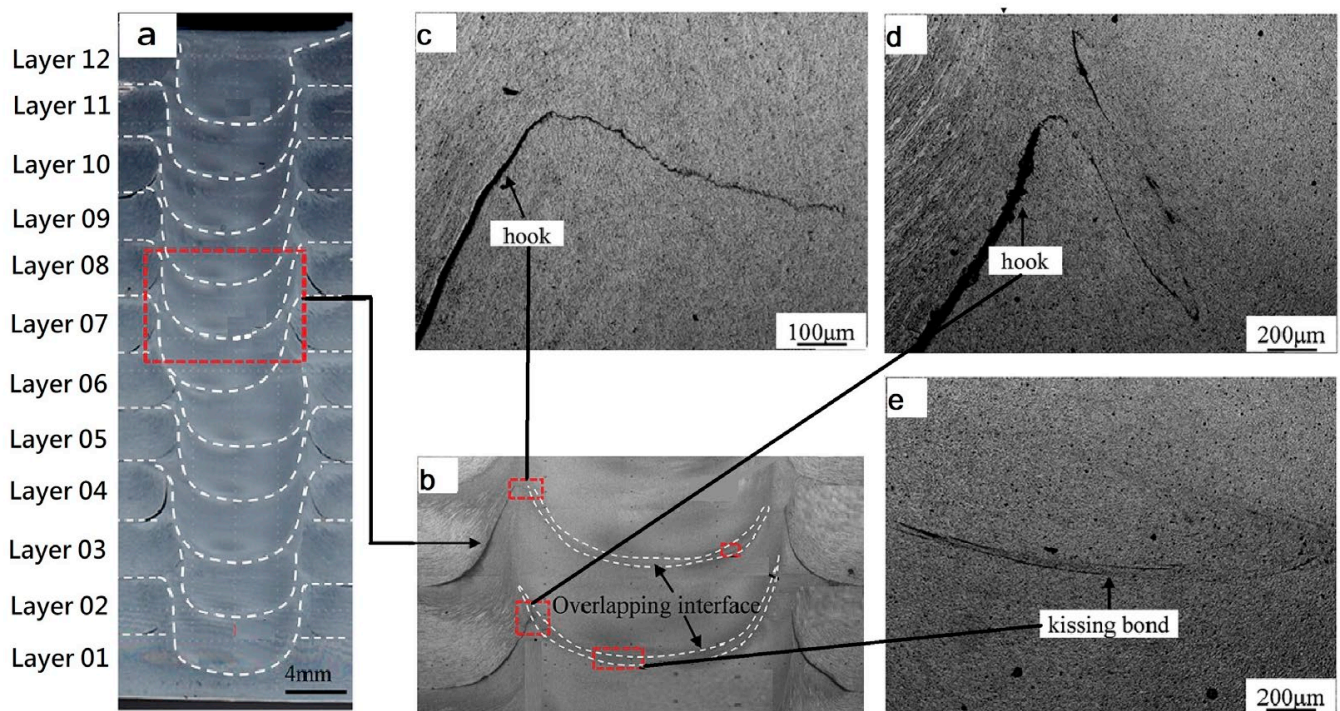 a
Layer 12
Layer 11
Layer 10
Layer 09
Layer 08
Layer 07
Layer 06
Layer 05
Layer 04
Layer 03
Layer 02
Layer 01
4mm
b
Overlapping interface
c
hook
100μm
d
hook
200μm
e
kissing bond
200μm